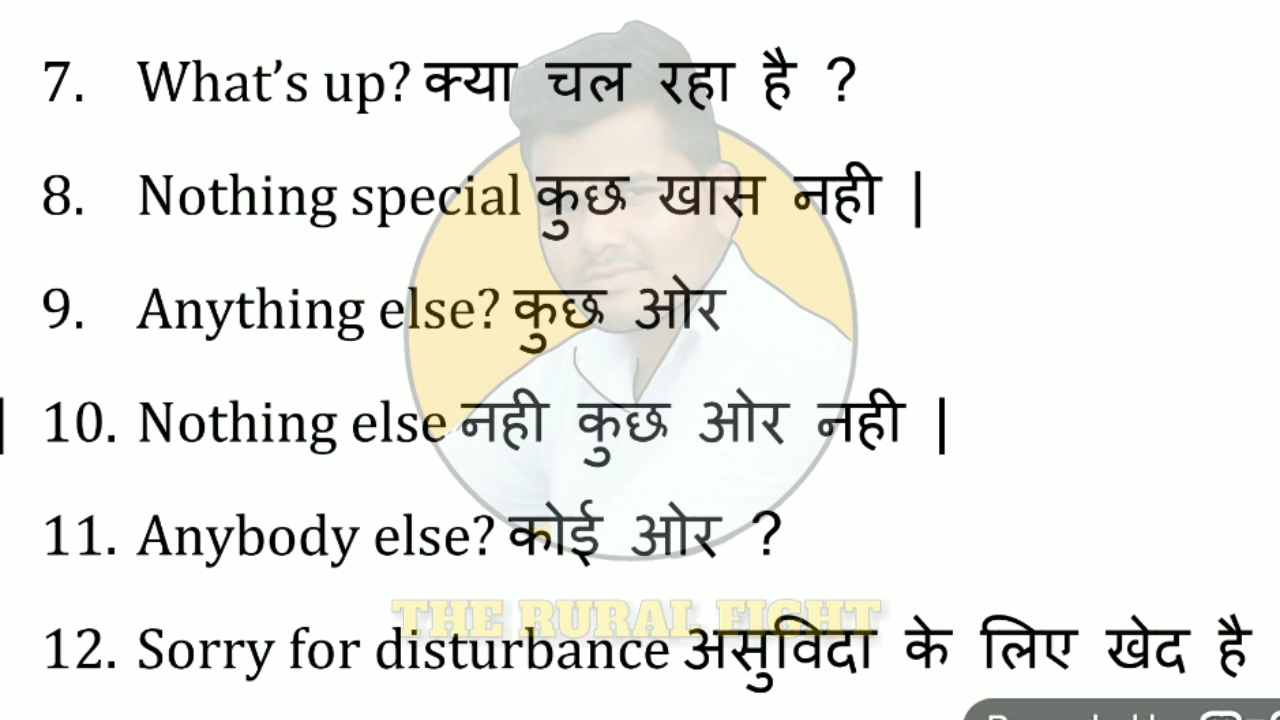 7. What's up? क्या चल रहा है ?
8. Nothing special कुछ खास नही |
9. Anything else? कुछ ओर
| 10. Nothing else नही कुछ ओर नही |
11. Anybody else? कोई ओर ?
THE RURAL FIGHT
12. Sorry for disturbance असुविदा के लिए खेद है